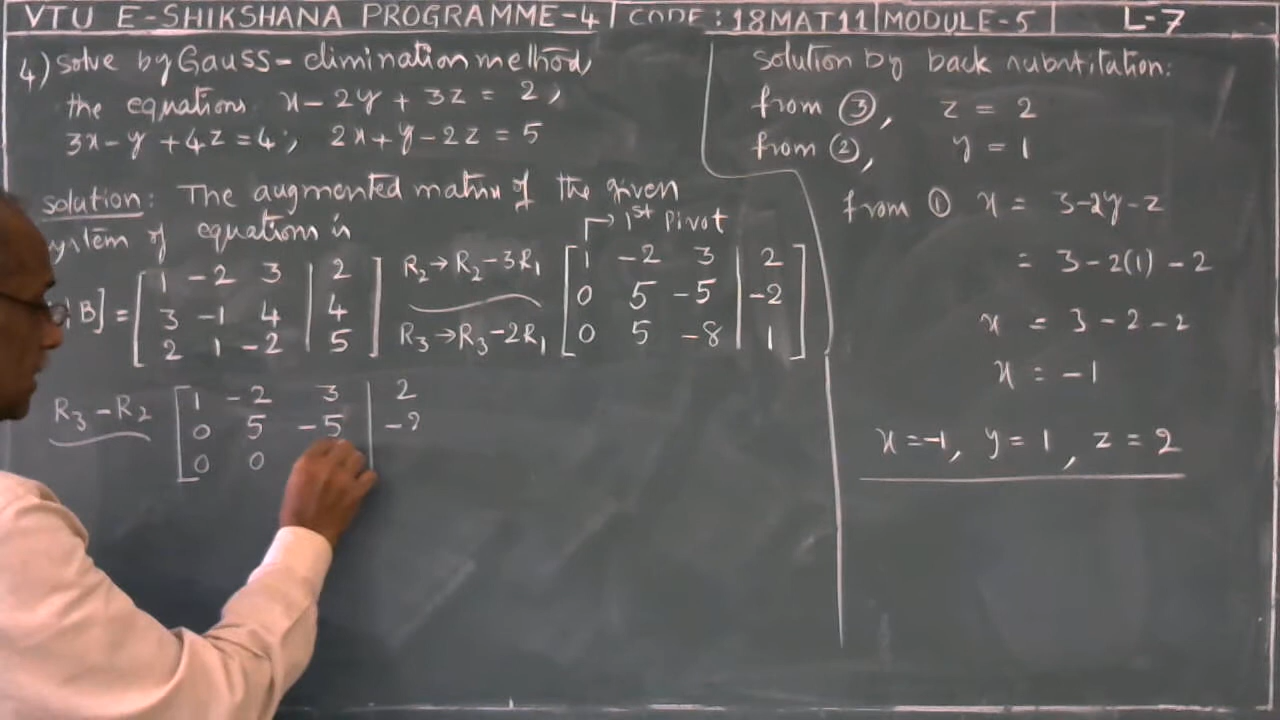 VTU E-SHIKSHANA PROGRAMME-4 | CODE: 18MAT11 | MODULE-5 | L-7
4) solve by Gauss-elimination method
the equations x - 2y + 3z = 2,
3x - y + 4z = 4; 2x + y - 2z = 5
solution: The augmented matrix of the given
ystem of equations is
B] = [1 -2 3 | 2
3 -1 4 | 4
2 1 -2 | 5]
R₂→R₂-3R₁
R₃→R₃-2R₁
1st Pivot
[1 -2 3 | 2
0 5 -5 | -2
0 5 -8 | 1]
R₃-R₂
[1 -2 3 | 2
0 5 -5 | -2
0 0
solution by back substitution:
from ③, z = 2
from ②, y = 1
from ① x = 3-2y-z
= 3-2(1)-2
x = 3-2-2
x = -1
x=-1, y=1, z=2